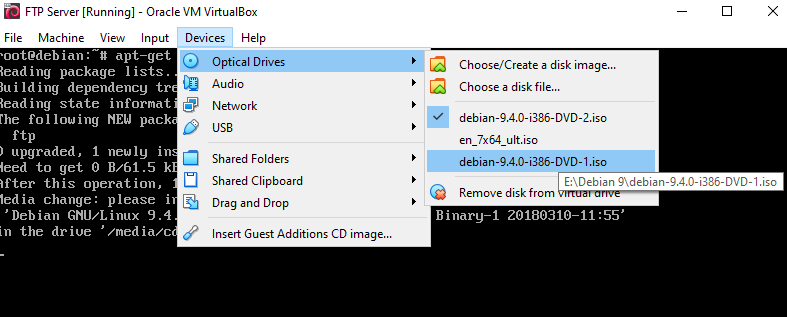 FTP Server [Running] - Oracle VM VirtualBox
File Machine View Input Devices Help
root@debian:~# apt-get
Reading package lists..
Building dependency tre
Reading state informati
The following NEW packa
ftp
0 upgraded, 1 newly ins
Need to get 0 B/61.5 kB
After this operation, 1
Media change: please in
'Debian GNU/Linux 9.4. Binary-1 20180310-11:55'
in the drive '/media/cd
Optical Drives
Audio
Network
USB
Shared Folders
Shared Clipboard
Drag and Drop
Insert Guest Additions CD image...
Choose/Create a disk image...
Choose a disk file...
debian-9.4.0-i386-DVD-2.iso
en_7x64_ult.iso
debian-9.4.0-i386-DVD-1.iso
Remove disk from virtual drive
E:\Debian 9\debian-9.4.0-i386-DVD-1.iso